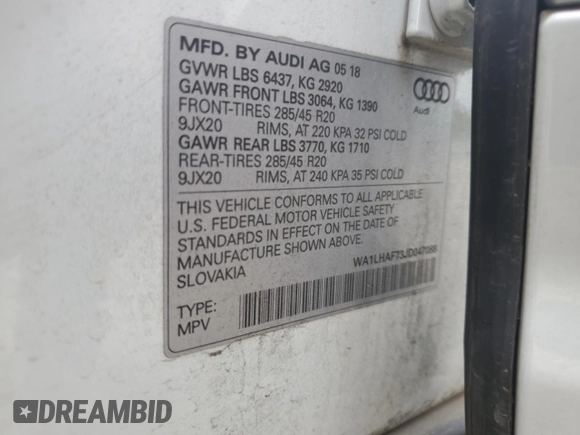 MFD. BY AUDI AG 05 18
GVWR LBS 6437, KG 2920
GAWR FRONT LBS 3064, KG 1390
FRONT-TIRES 285/45 R20
9JX20 RIMS, AT 220 KPA 32 PSI COLD
GAWR REAR LBS 3770, KG 1710
REAR-TIRES 285/45 R20
9JX20 RIMS, AT 240 KPA 35 PSI COLD
Audi
THIS VEHICLE CONFORMS TO ALL APPLICABLE
U.S. FEDERAL MOTOR VEHICLE SAFETY
STANDARDS IN EFFECT ON THE DATE OF
MANUFACTURE SHOWN ABOVE.
SLOVAKIA
TYPE:
MPV
DREAMBID